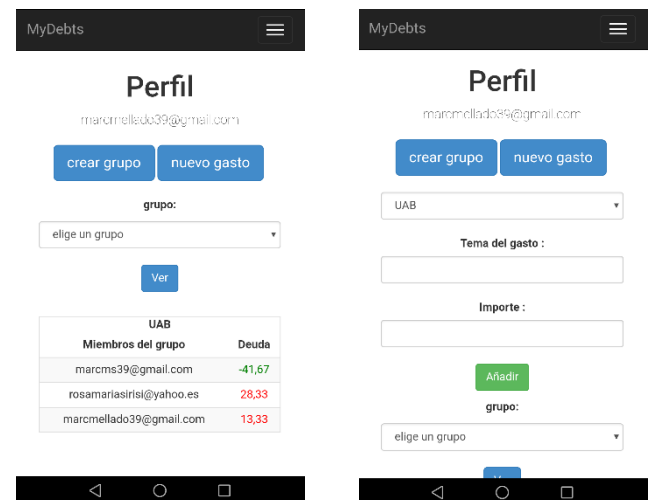 MyDebts
Perfil
marcmellado39@gmail.com
crear grupo nuevo gasto
grupo:
elige un grupo
Ver
UAB
Miembros del grupo Deuda
marcms39@gmail.com -41,67
rosamariasirisi@yahoo.es 28,33
marcmellado39@gmail.com 13,33
MyDebts
Perfil
marcmellado39@gmail.com
crear grupo nuevo gasto
UAB
Tema del gasto :
Importe :
Añadir
grupo:
elige un grupo